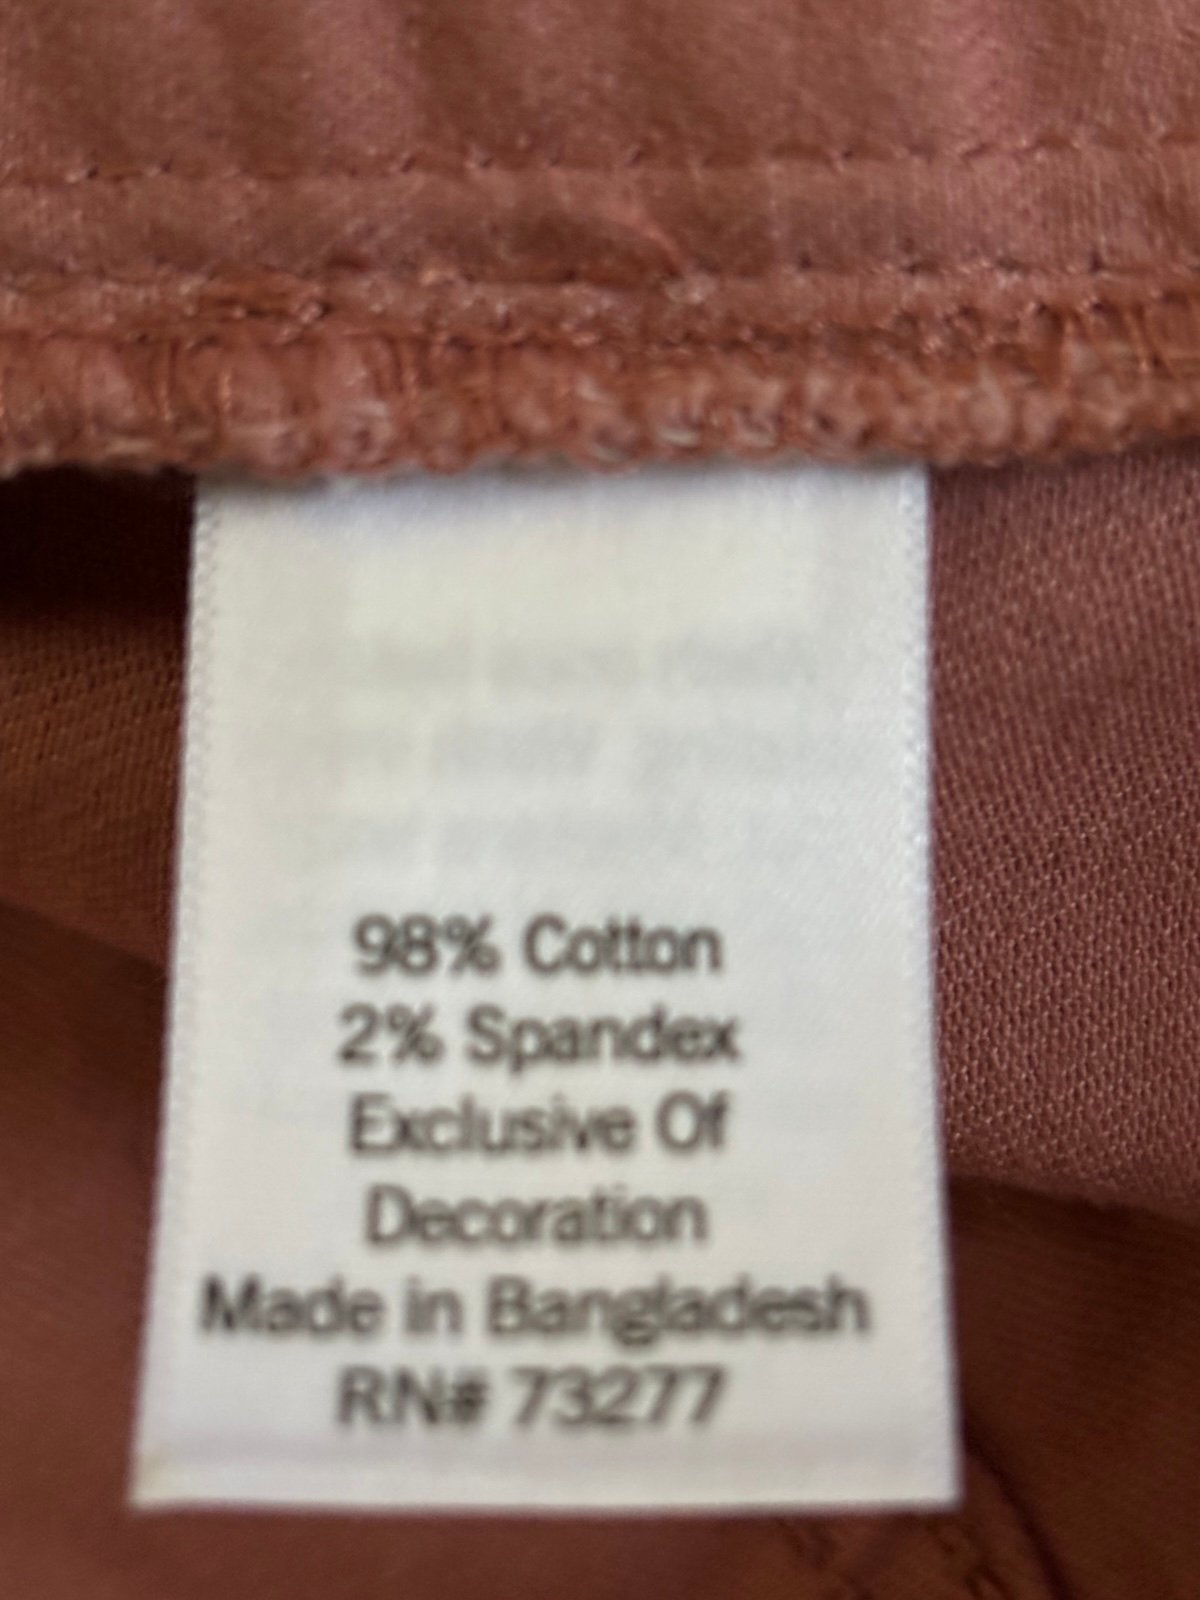 98% Cotton
2% Spandex
Exclusive Of
Decoration
Made in Bangladesh
RN# 73277